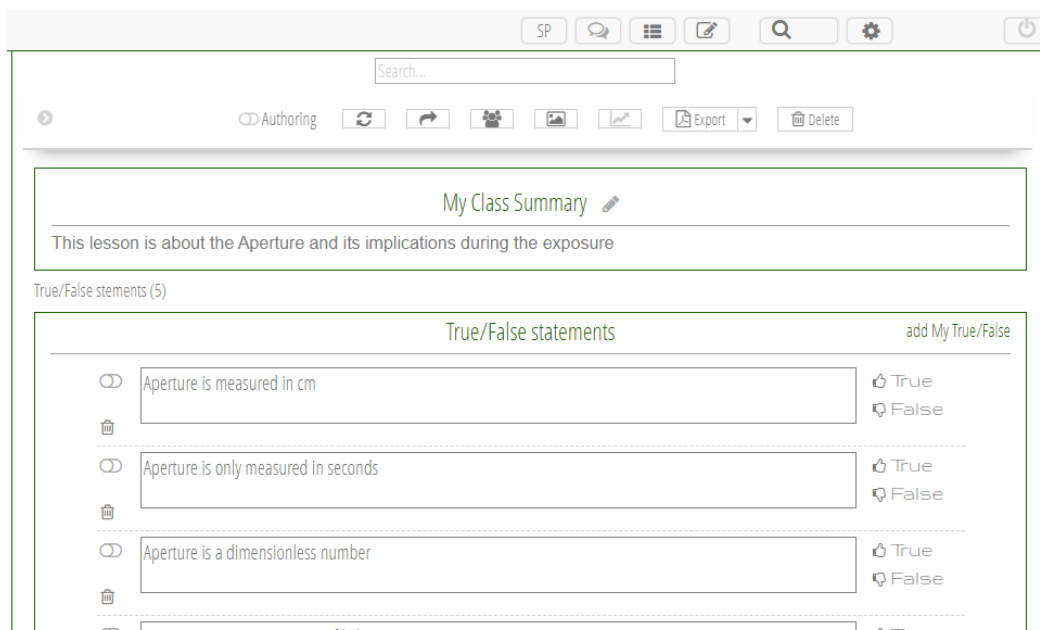 SP
Search...
Authoring Export Delete
My Class Summary
This lesson is about the Aperture and its implications during the exposure
True/False stements (5)
True/False statements add My True/False
Aperture is measured in cm True
False
Aperture is only measured in seconds True
False
Aperture is a dimensionless number True
False